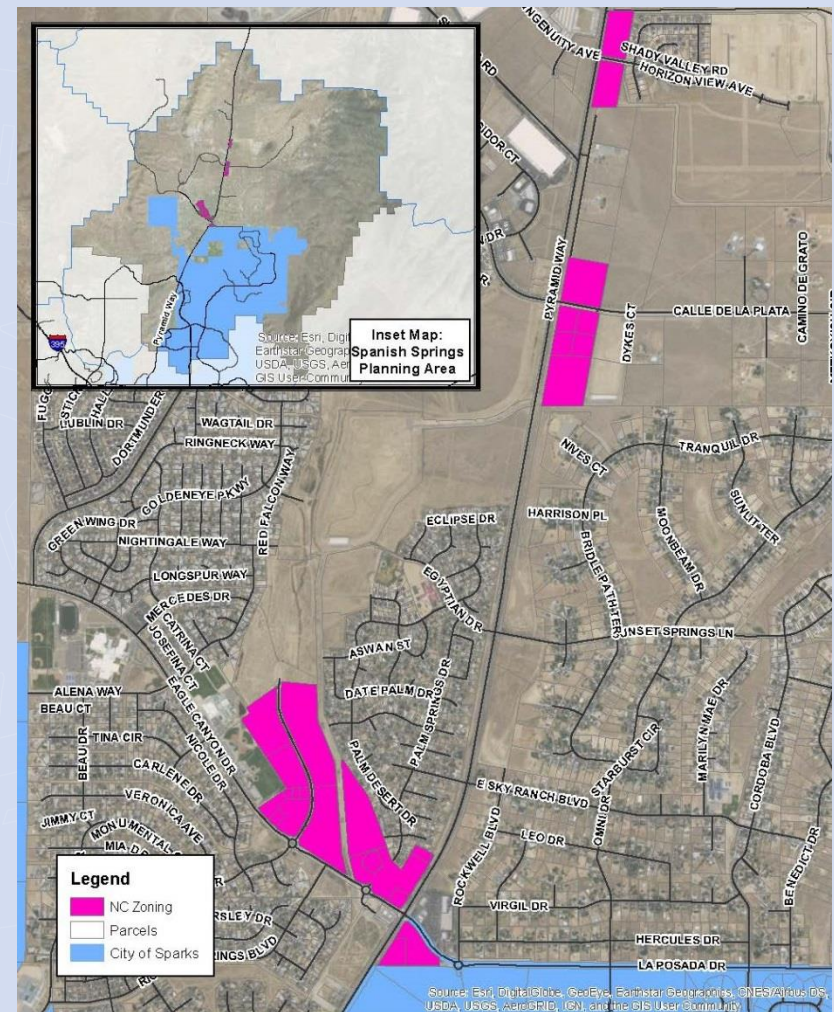 INGENUITY AVE
SHADY VALLEY RD
HORIZON VIEW AVE
PYRAMID WAY
CALLE DE LA PLATA
DYKES CT
CAMINO DE GRATO
395
Pyramid Way
Inset Map:
Spanish Springs
Planning Area
LUBLIN DR
DORTMUNDER
WAGTAIL DR
RINGNECK WAY
GOLDENEYE PKWY
RED FALCON WAY
GREEN WING DR
NIGHTINGALE WAY
LONGSPUR WAY
MERCEDES DR
CATRINA CT
JOSEFINA CT
EAGLE CANYON DR
ALENA WAY
BEAU CT
BEAU DR
TINA CIR
NICOLE DR
CARLENE DR
VERONICA AVE
JIMMY CT
MONUMENTAL
ECLIPSE DR
EGYPTIAN DR
ASWAN ST
DATE PALM DR
PALM SPRINGS DR
PALM DESERT DR
NIVES CT
TRANQUIL DR
HARRISON PL
BRIDLE PATH TER
MOONBEAM DR
SUNLIT TER
SUNSET SPRINGS LN
MARILYN MAE DR
CORDOBA BLVD
STARBURST CIR
OMNI DR
E SKY RANCH BLVD
ROCKWELL BLVD
LEO DR
VIRGIL DR
BENEDICT DR
HERCULES DR
LA POSADA DR
Legend
NC Zoning
Parcels
City of Sparks
Source: Esri, DigitalGlobe, GeoEye, Earthstar Geographics, CNES/Airbus DS,
USDA, USGS, AeroGRID, IGN, and the GIS User Community